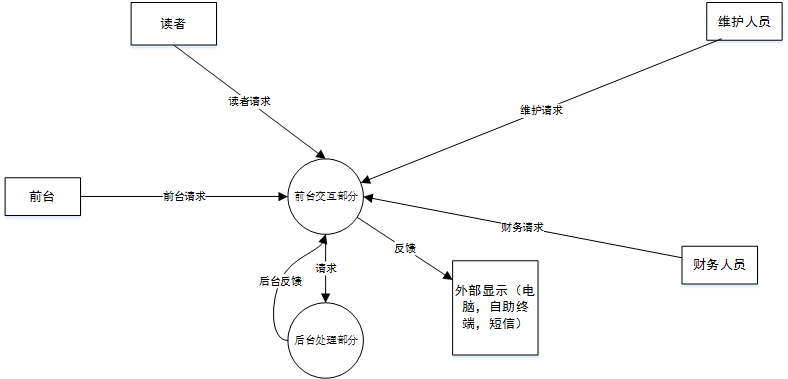 读者
维护人员
读者请求
维护请求
前台
前台请求
前台交互部分
财务请求
反馈
财务人员
后台反馈
请求
外部显示（电
脑，自助终
端，短信）
后台处理部分